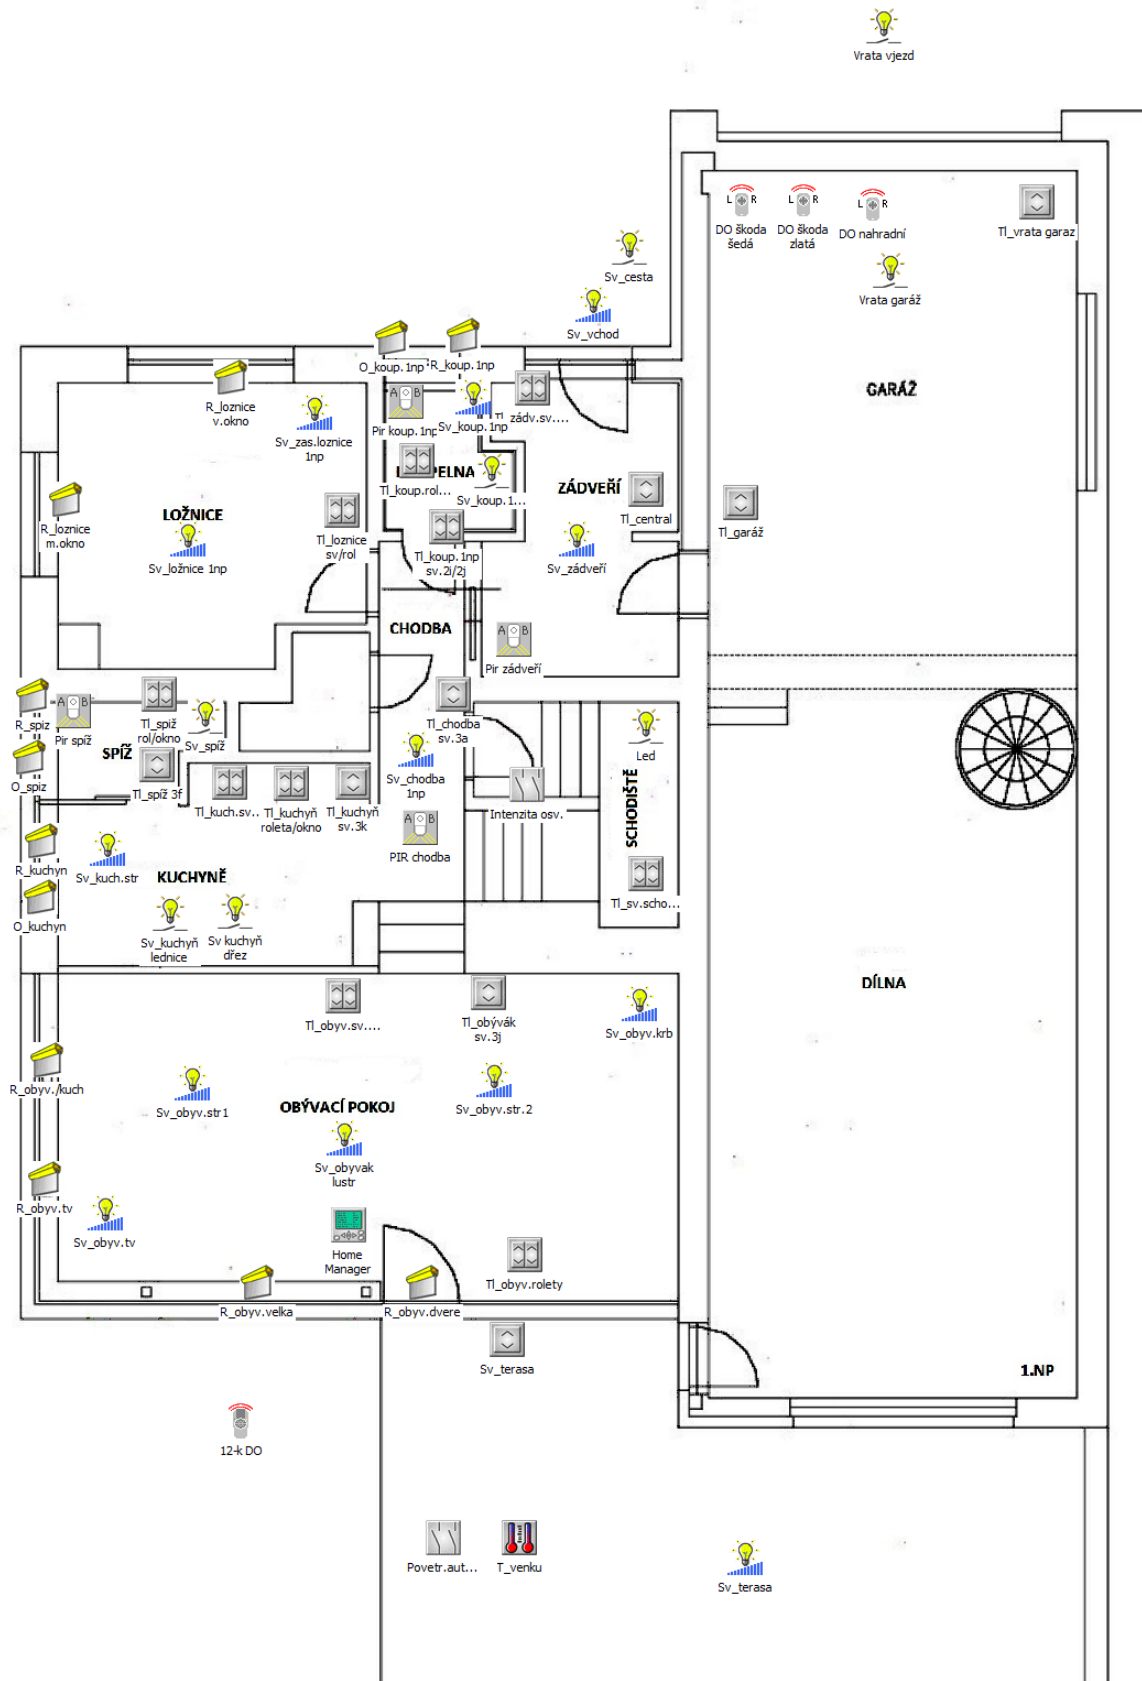 Vrata vjezd
L R
L R
L R
DO škoda
šedá
DO škoda
zlatá
DO nahradní
Tl_vrata garaz
Sv_cesta
Vrata garáž
Sv_vchod
O_koup.1np
R_koup.1np
GARÁŽ
R_loznice
v.okno
A B
Pir koup.1np
Sv_koup.1np
Tl_zádv.sv....
Sv_zas.loznice
1np
PELNA
Tl_koup.rol...
Sv_koup.1...
ZÁDVEŘÍ
Tl_central
R_loznice
m.okno
LOŽNICE
Tl_loznice
sv/rol
Tl_garáž
Sv_ložnice 1np
Tl_koup.1np
sv.2i/2j
Sv_zádveří
CHODBA
A B
Pir zádveří
R_spiz
A B
Pir spíž
Tl_spiž
rol/okno
Sv_spíž
Tl_chodba
sv.3a
Led
SPÍŽ
O_spiz
Tl_spíž 3f
Sv_chodba
1np
SCHODIŠTĚ
Tl_kuch.sv..
Tl_kuchyň
roleta/okno
Tl_kuchyň
sv.3k
Intenzita osv.
A B
PIR chodba
R_kuchyn
Sv_kuch.str
KUCHYNĚ
Tl_sv.scho...
O_kuchyn
Sv_kuchyň
lednice
Sv kuchyň
dřez
DÍLNA
Tl_obyv.sv....
Tl_obývák
sv.3j
Sv_obyv.krb
R_obyv./kuch
Sv_obyv.str1
OBÝVACÍ POKOJ
Sv_obyv.str.2
Sv_obyvak
lustr
R_obyv.tv
Sv_obyv.tv
Home
Manager
Tl_obyv.rolety
R_obyv.velka
R_obyv.dvere
Sv_terasa
1.NP
12-k DO
Povetr.aut...
T_venku
Sv_terasa